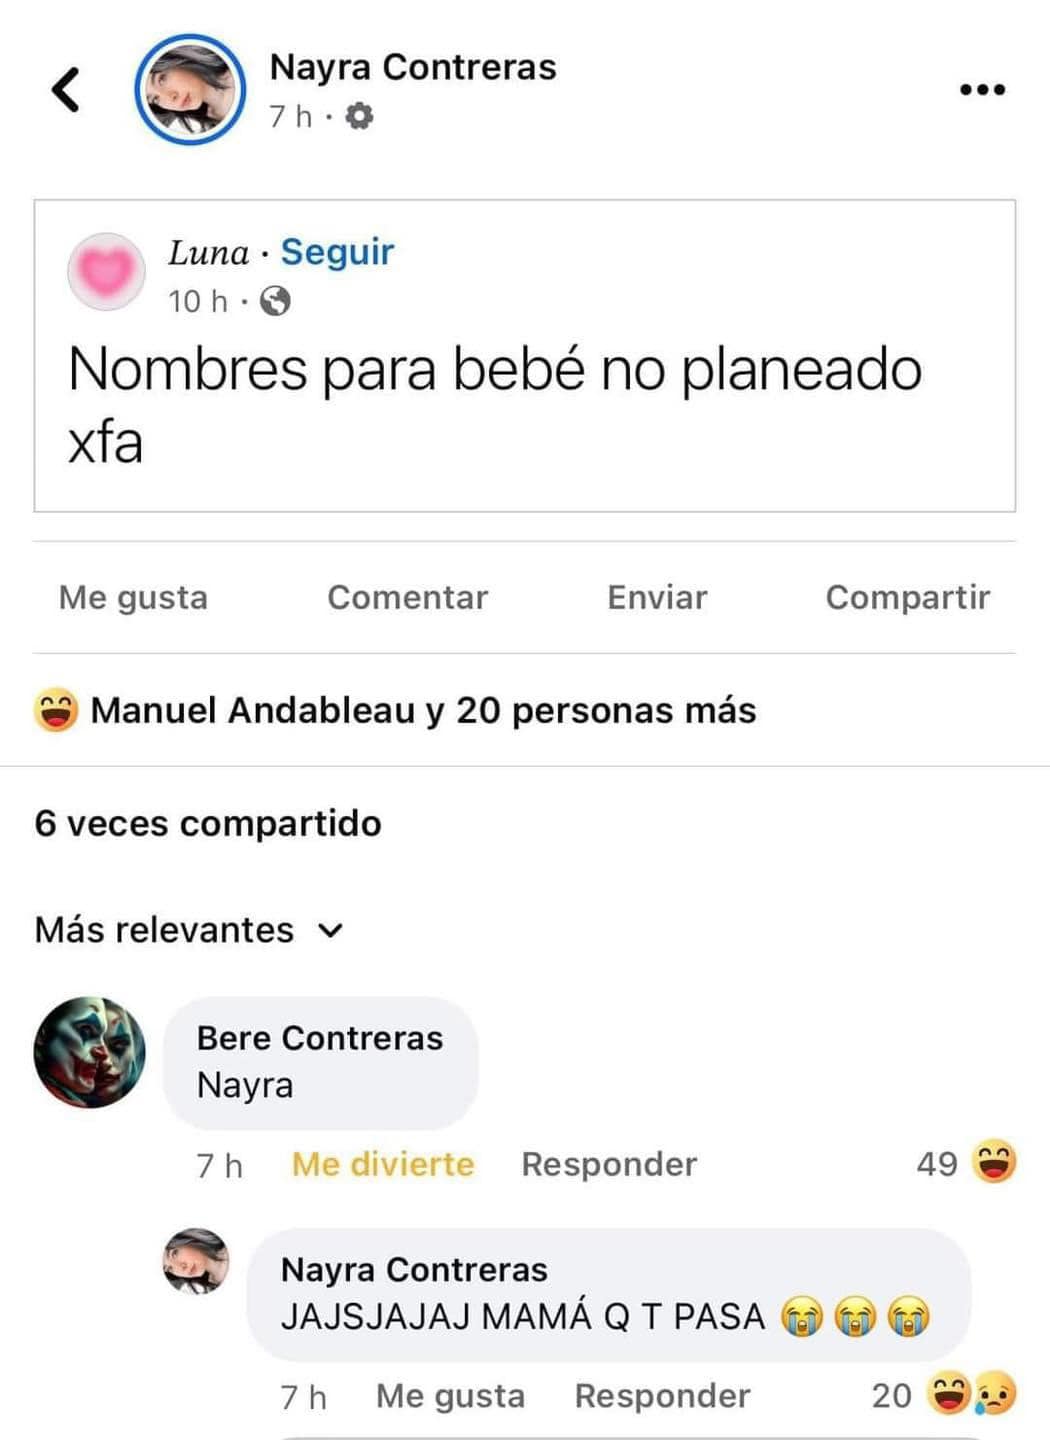 Nayra Contreras
7 h ·
Luna · Seguir
10 h ·
Nombres para bebé no planeado
xfa
Me gusta Comentar Enviar Compartir
Manuel Andableau y 20 personas más
6 veces compartido
Más relevantes
Bere Contreras
Nayra
7 h Me divierte Responder 49
Nayra Contreras
JAJSJAJAJ MAMÁ Q T PASA 😭😭😭
7 h Me gusta Responder 20